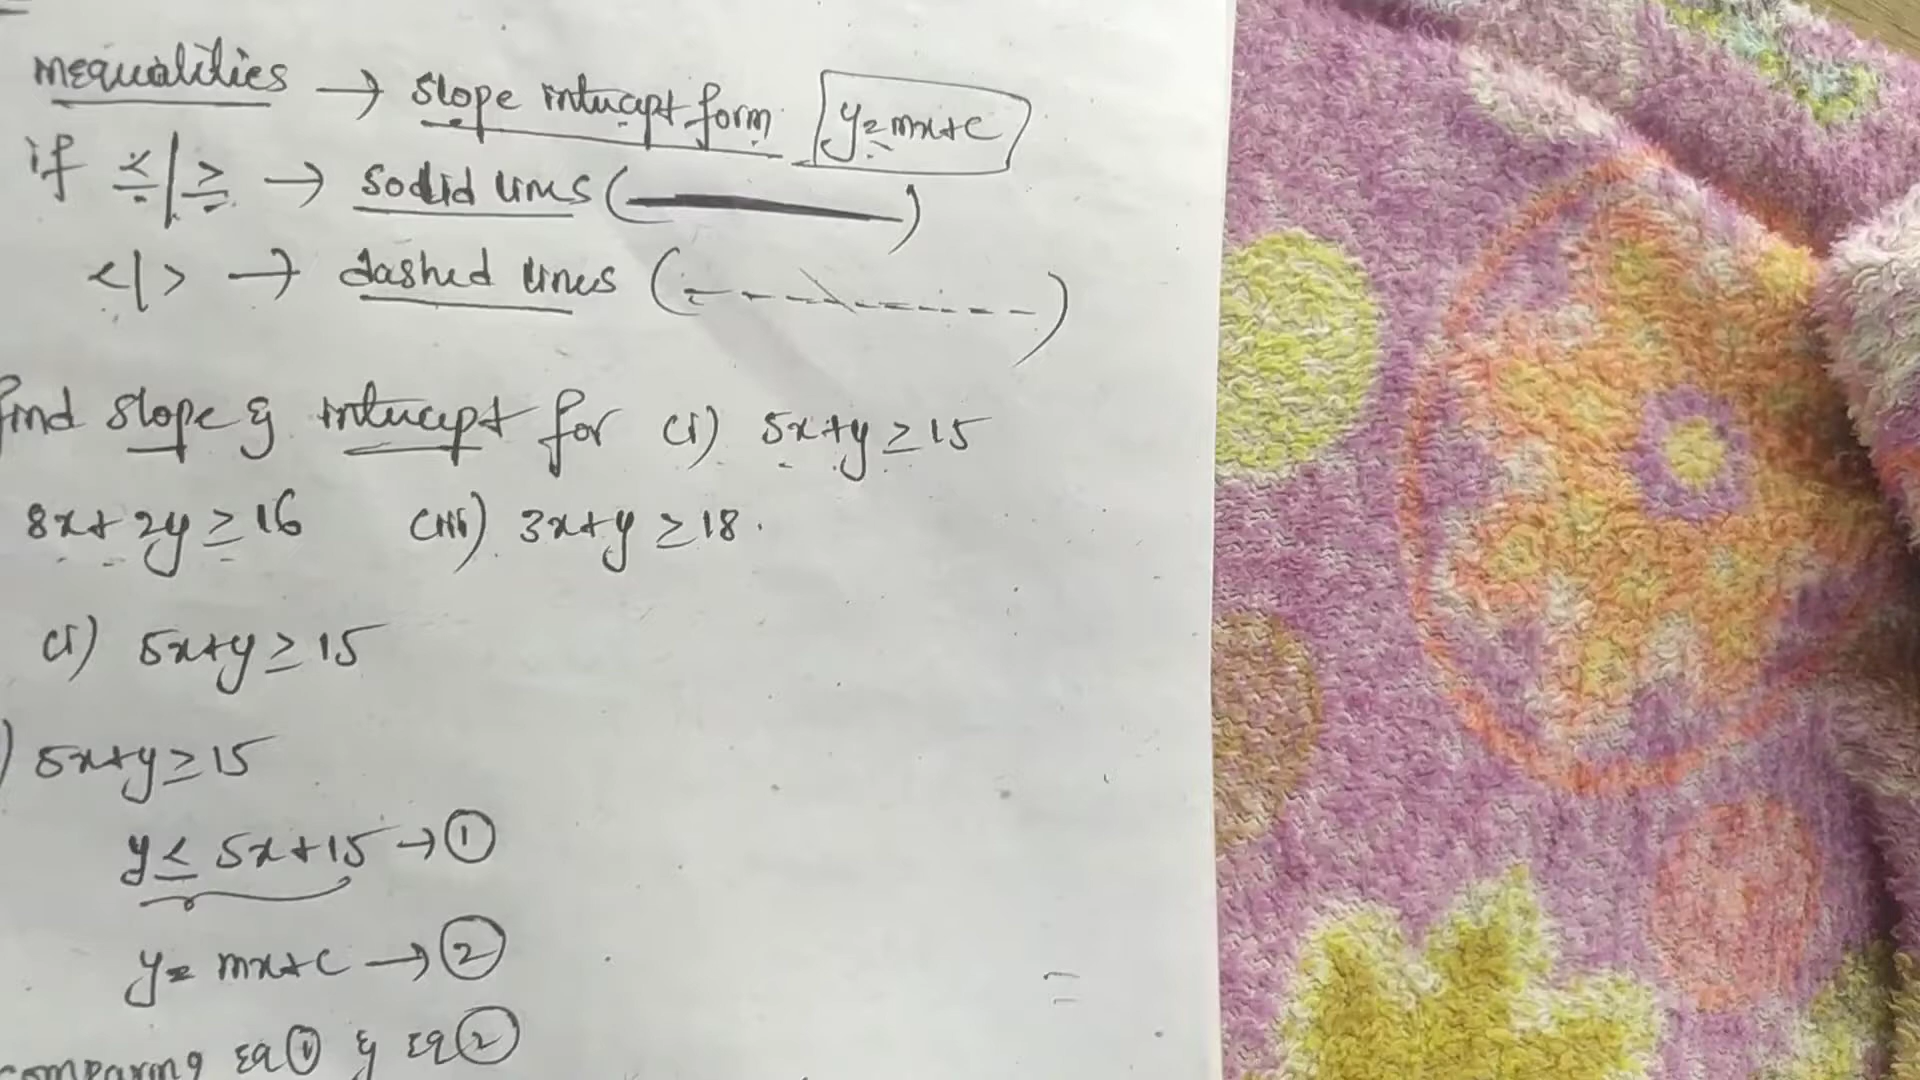 nequalities → slope intercept form y=mx+c
if ≤ | ≥ → solid lines ( )
< | > → dashed lines (- - - - - - -)
find slope & intercept for (i) 5x+y ≥ 15
8x+2y ≥ 16 (iii) 3x+y ≥ 18.
(i) 5x+y ≥ 15
) 5x+y ≥ 15
y ≤ 5x+15 → ①
y = mx+c → ②
comparing Eq ① & Eq ②